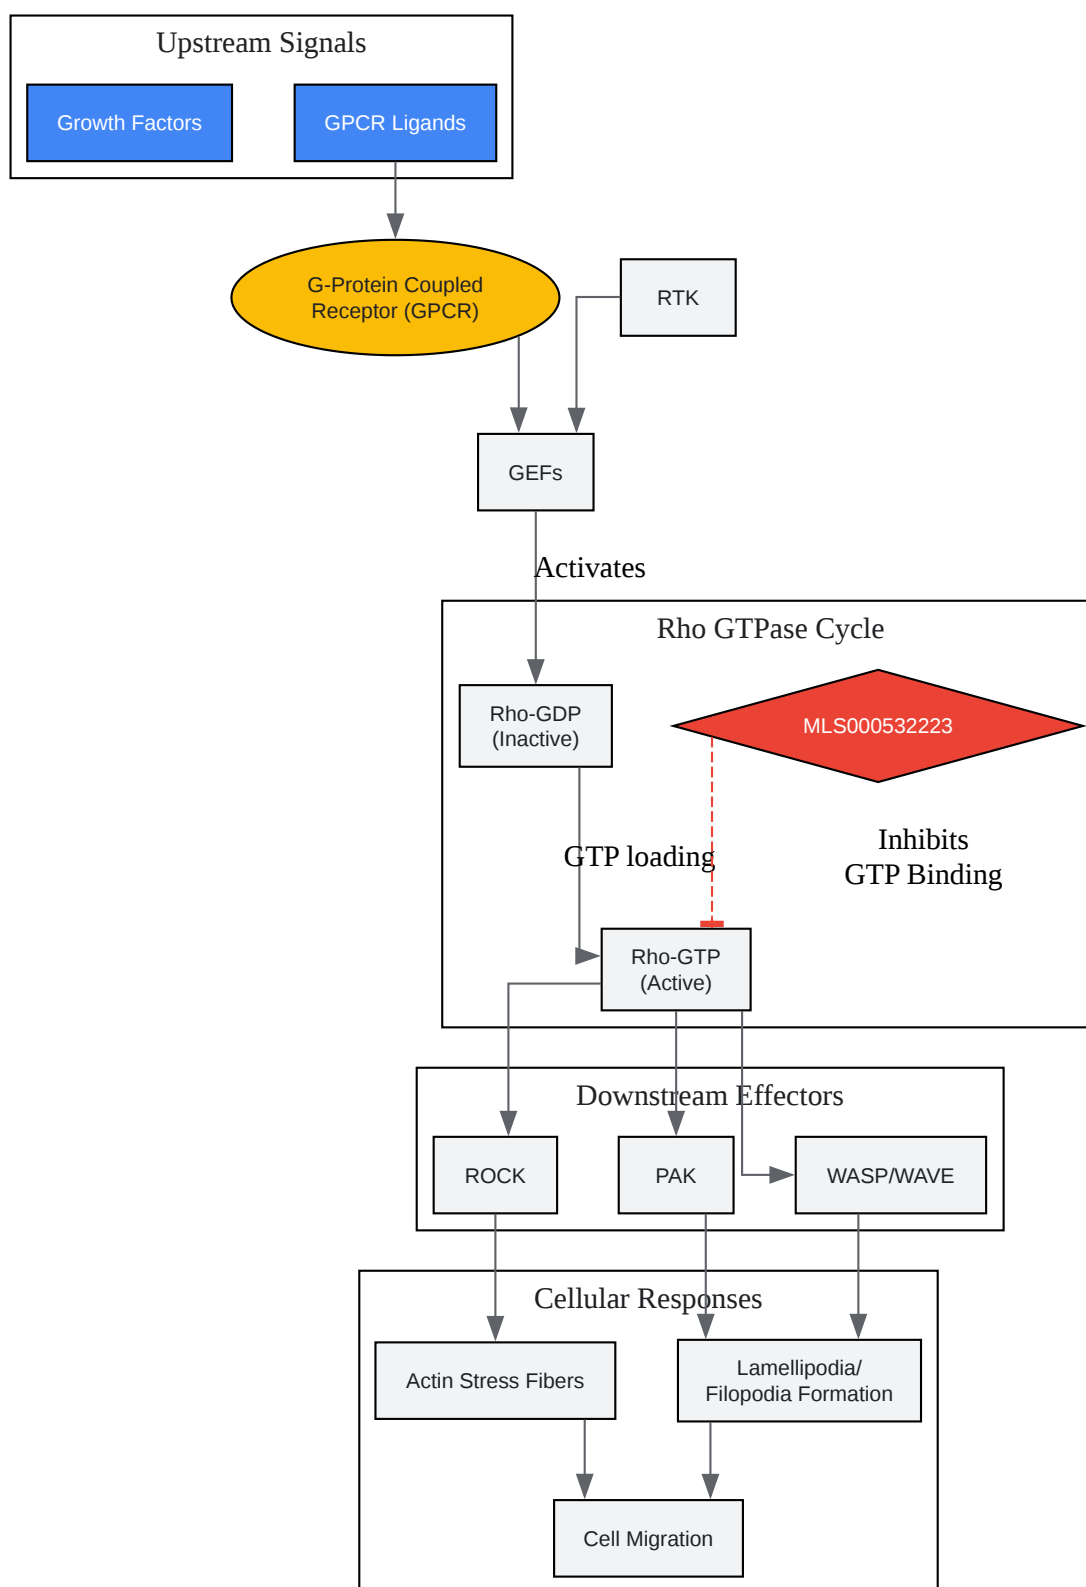 Upstream Signals
Growth Factors
GPCR Ligands
G-Protein Coupled
Receptor (GPCR)
RTK
GEFs
Activates
Rho GTPase Cycle
Rho-GDP
(Inactive)
MLS000532223
GTP loading
Inhibits
GTP Binding
Rho-GTP
(Active)
Downstream Effectors
ROCK
PAK
WASP/WAVE
Cellular Responses
Actin Stress Fibers
Lamellipodia/
Filopodia Formation
Cell Migration